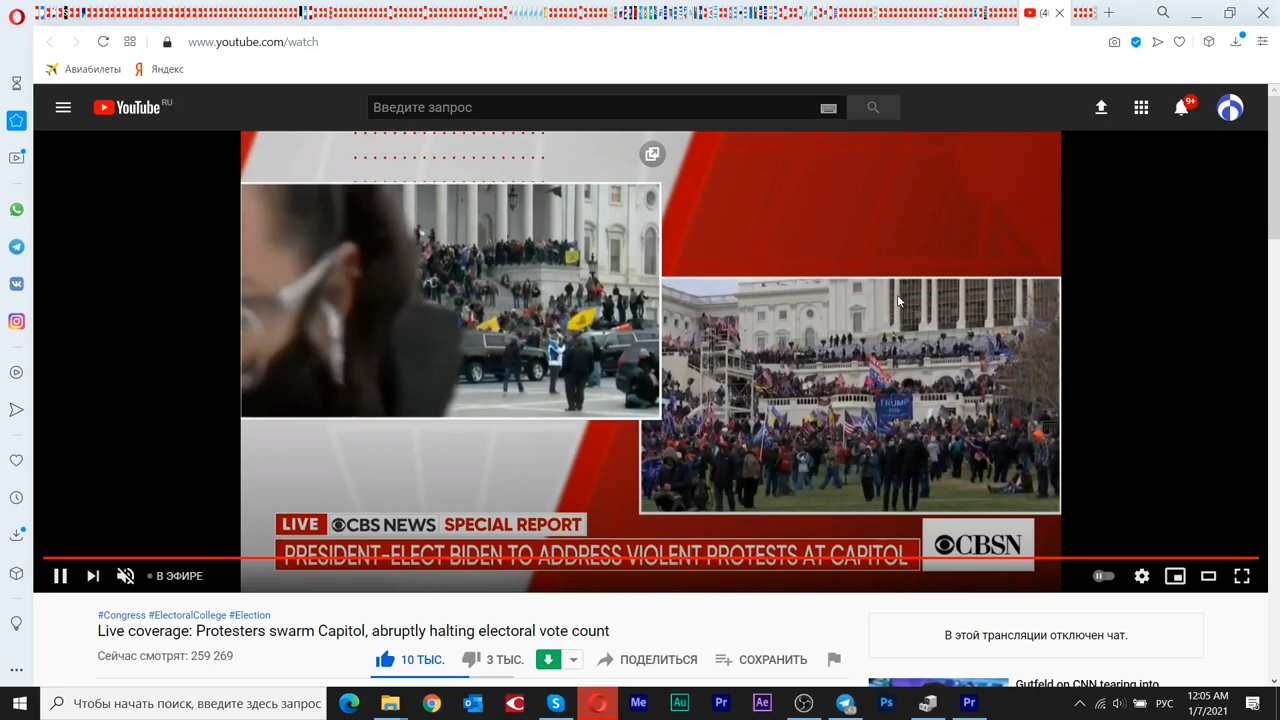 (4
www.youtube.com/watch
Авиабилеты
Яндекс
YouTube RU
Введите запрос
9+
TRUMP
LIVE CBS NEWS SPECIAL REPORT
PRESIDENT-ELECT BIDEN TO ADDRESS VIOLENT PROTESTS AT CAPITOL
CBSN
В ЭФИРЕ
#Congress #ElectoralCollege #Election
Live coverage: Protesters swarm Capitol, abruptly halting electoral vote count
Сейчас смотрят: 259 269
10 ТЫС.
3 ТЫС.
ПОДЕЛИТЬСЯ
СОХРАНИТЬ
В этой трансляции отключен чат.
Gutfeld on CNN tearing into
Чтобы начать поиск, введите здесь запрос
Me
Au
Pr
Ae
Ps
Pr
РУС
12:05 AM
1/7/2021